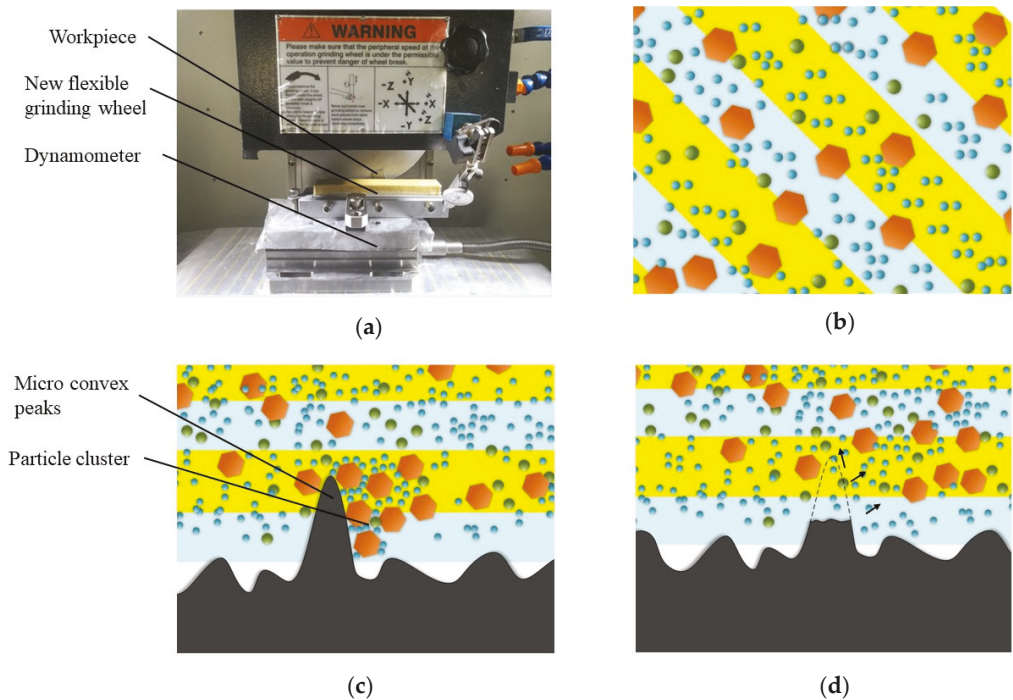 Workpiece
New flexible
grinding wheel
Dynamometer
WARNING
Please make sure that the peripheral speed of the
operation grinding wheel is under the permissible
value to prevent danger of wheel break.
+Y
-Z
-X
+X
+Z
-Y
(a)
(b)
Micro convex
peaks
Particle cluster
(c)
(d)